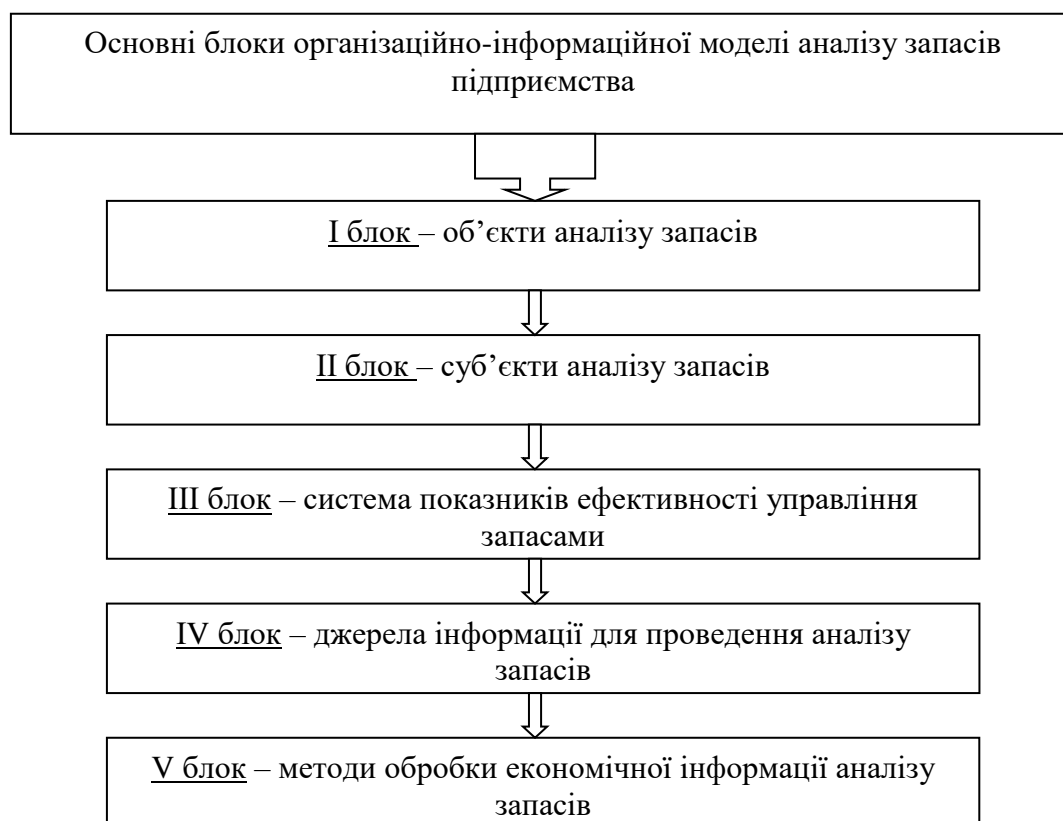 Основні блоки організаційно-інформаційної моделі аналізу запасів
підприємства
І блок – об’єкти аналізу запасів
ІІ блок – суб’єкти аналізу запасів
ІІІ блок – система показників ефективності управління
запасами
IV блок – джерела інформації для проведення аналізу
запасів
V блок – методи обробки економічної інформації аналізу
запасів